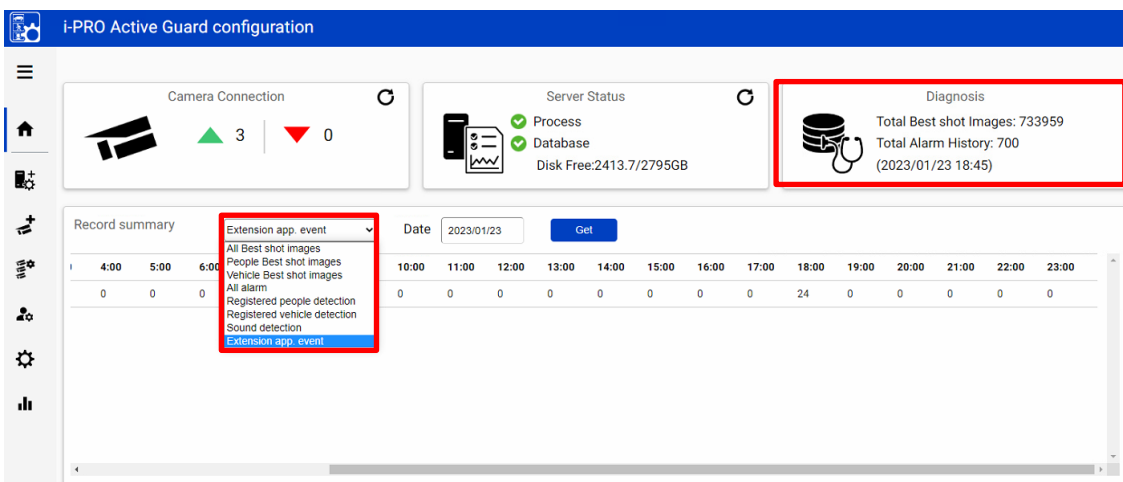 i-PRO Active Guard configuration
Camera Connection
3
0
Server Status
Process
Database
Disk Free:2413.7/2795GB
Diagnosis
Total Best shot Images: 733959
Total Alarm History: 700
(2023/01/23 18:45)
Record summary
Extension app. event
Date
2023/01/23
Get
All Best shot images
People Best shot images
Vehicle Best shot images
All alarm
Registered people detection
Registered vehicle detection
Sound detection
Extension app. event
4:00 5:00 6:00 10:00 11:00 12:00 13:00 14:00 15:00 16:00 17:00 18:00 19:00 20:00 21:00 22:00 23:00
0 0 0 0 0 0 0 0 0 0 0 24 0 0 0 0 0